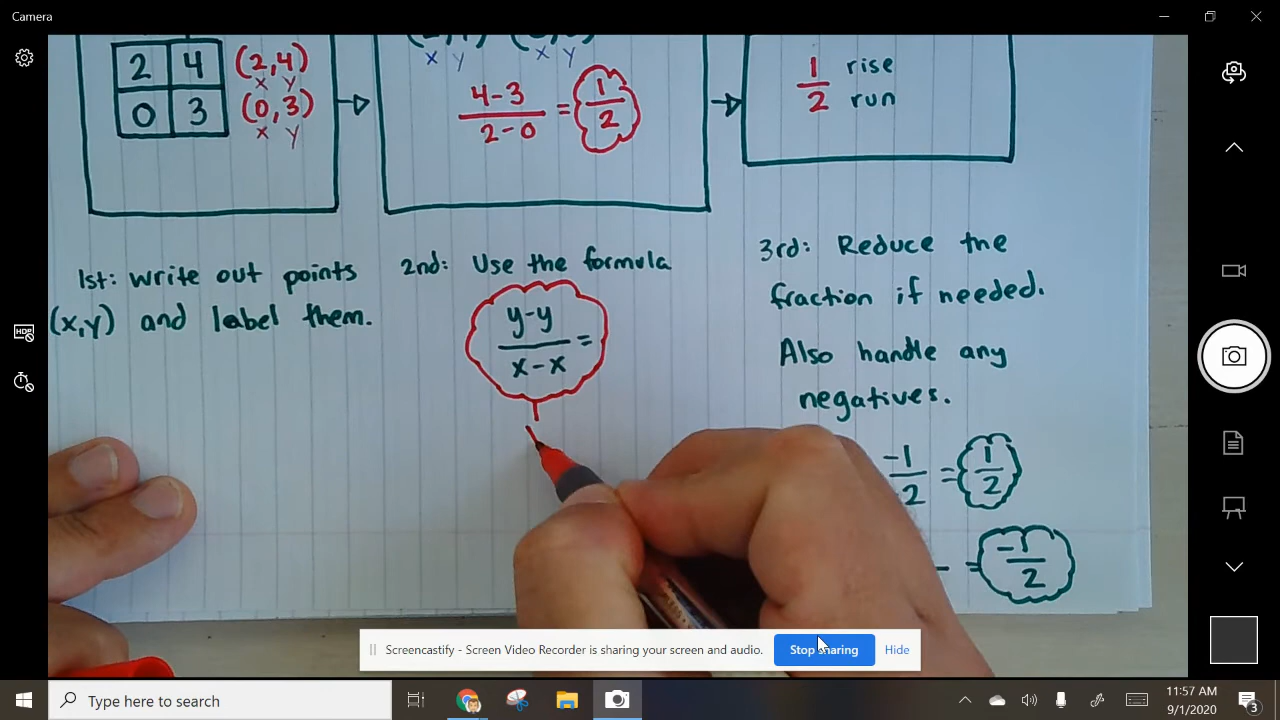 Camera
2 4 (2,4)
x y
0 3 (0,3)
x y
x y x y
4-3
2-0
=
1
2
1 rise
2 run
1st: Write out points
(x,y) and label them.
2nd: Use the formula
y-y
x-x
=
3rd: Reduce the
fraction if needed.
Also handle any
negatives.
-1
2
=
1
2
=
-1
2
Screencastify - Screen Video Recorder is sharing your screen and audio.
Stop sharing
Hide
Type here to search
11:57 AM
9/1/2020
3